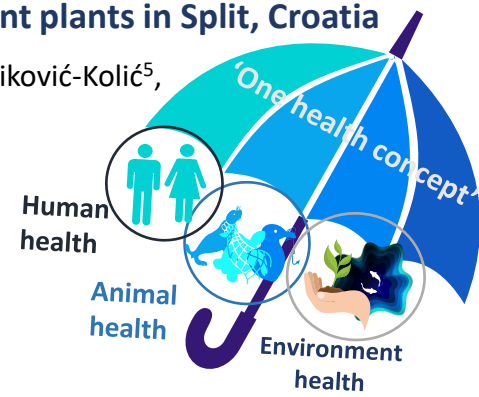 nt plants in Split, Croatia
iković-Kolić⁵,
‘One health concept’
Human
health
Animal
health
Environment
health